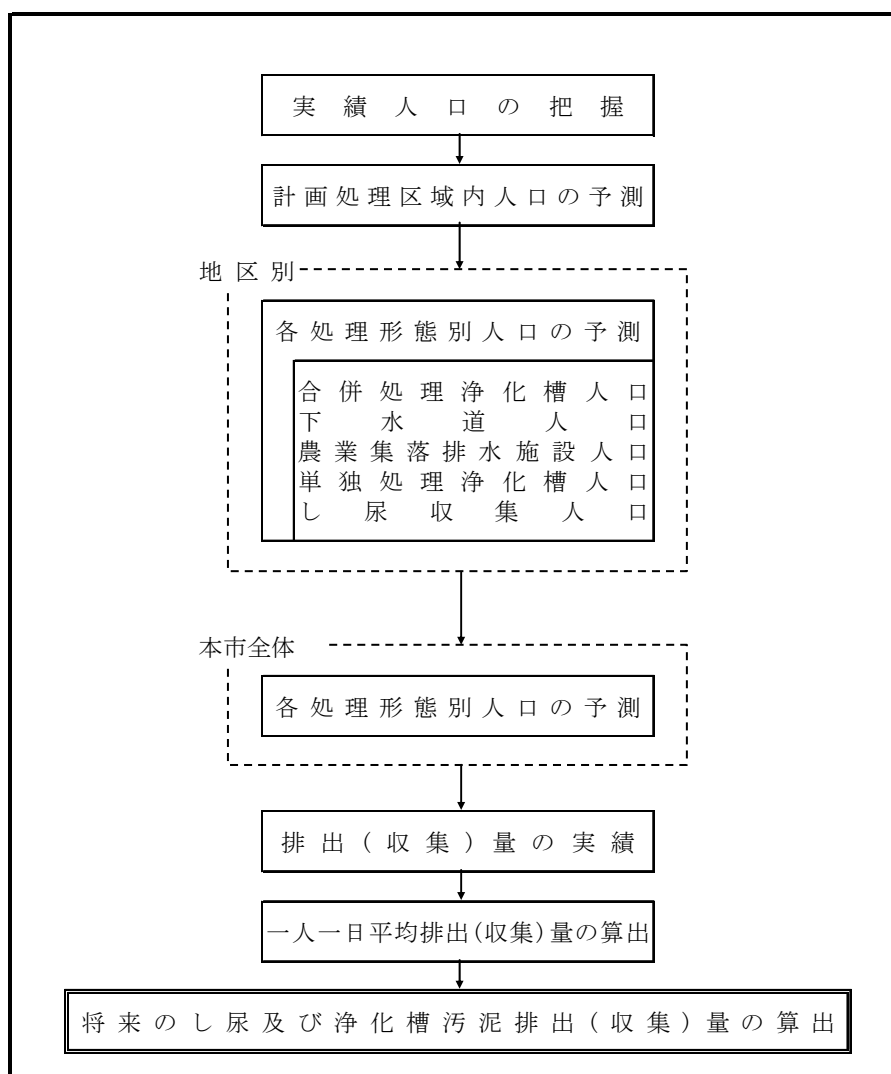 実績人口の把握
計画処理区域内人口の予測
地区別
各処理形態別人口の予測
合併処理浄化槽人口
下水道人口
農業集落排水施設人口
単独処理浄化槽人口
し尿収集人口
本市全体
各処理形態別人口の予測
排出(収集)量の実績
一人一日平均排出(収集)量の算出
将来のし尿及び浄化槽汚泥排出(収集)量の算出